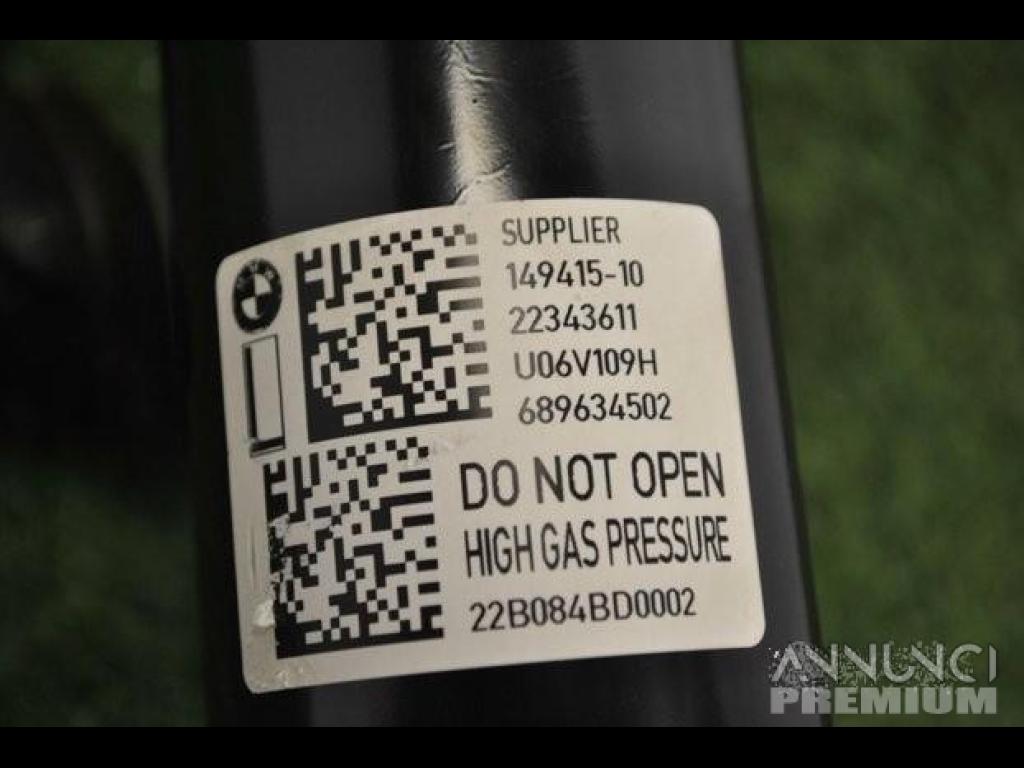 SUPPLIER
149415-10
22343611
U06V109H
689634502
DO NOT OPEN
HIGH GAS PRESSURE
22B084BD0002
ANNUNCI
PREMIUM